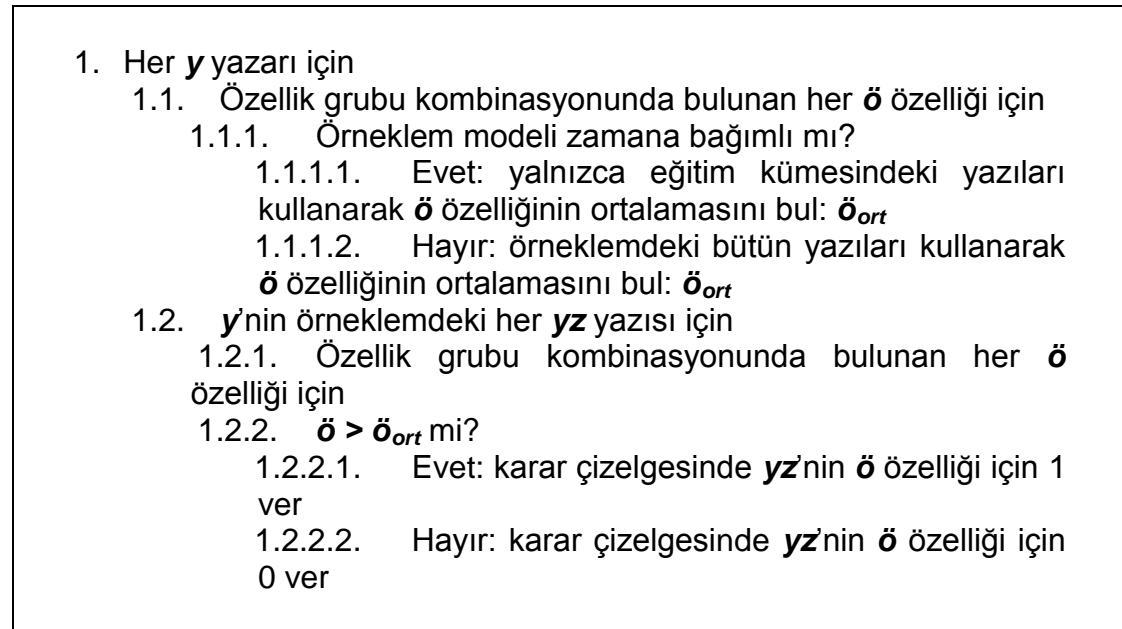 1. Her y yazarı için
1.1. Özellik grubu kombinasyonunda bulunan her ö özelliği için
1.1.1. Örneklem modeli zamana bağımlı mı?
1.1.1.1. Evet: yalnızca eğitim kümesindeki yazıları
kullanarak ö özelliğinin ortalamasını bul: öort
1.1.1.2. Hayır: örneklemdeki bütün yazıları kullanarak
ö özelliğinin ortalamasını bul: öort
1.2. y'nin örneklemdeki her yz yazısı için
1.2.1. Özellik grubu kombinasyonunda bulunan her ö
özelliği için
1.2.2. ö > öort mi?
1.2.2.1. Evet: karar çizelgesinde yz'nin ö özelliği için 1
ver
1.2.2.2. Hayır: karar çizelgesinde yz'nin ö özelliği için
0 ver